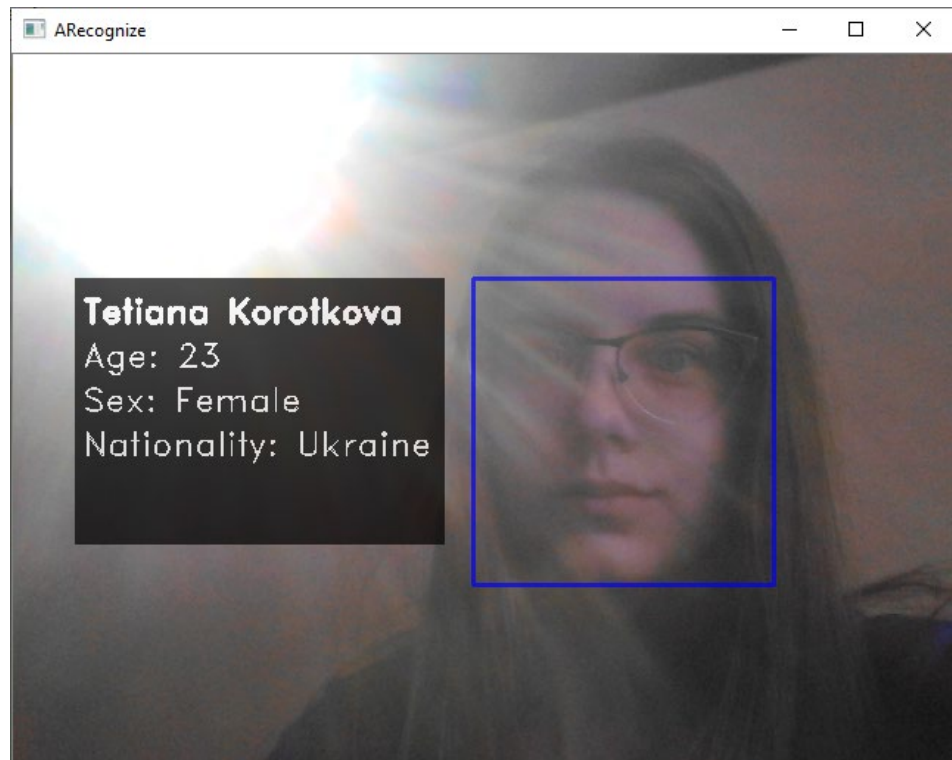 ARecognize
Tetiana Korotkova
Age: 23
Sex: Female
Nationality: Ukraine